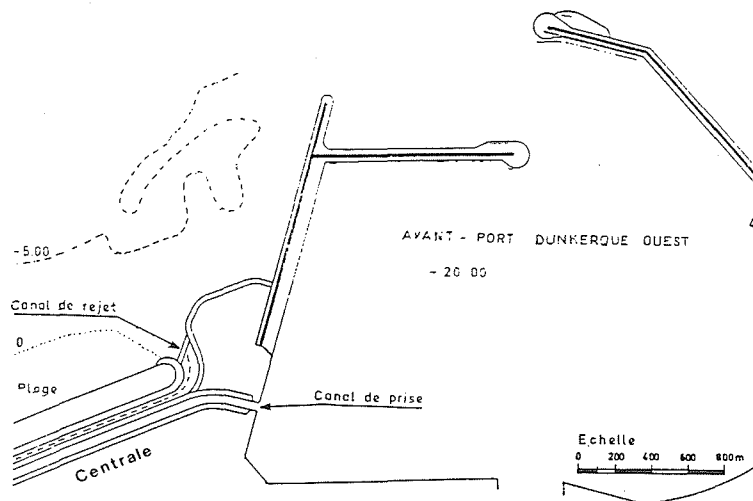 AVANT - PORT DUNKERQUE OUEST
- 20 00
-5.00
Canal de rejet
0
Plage
Canal de prise
Centrale
Echelle
0 200 400 600 800m